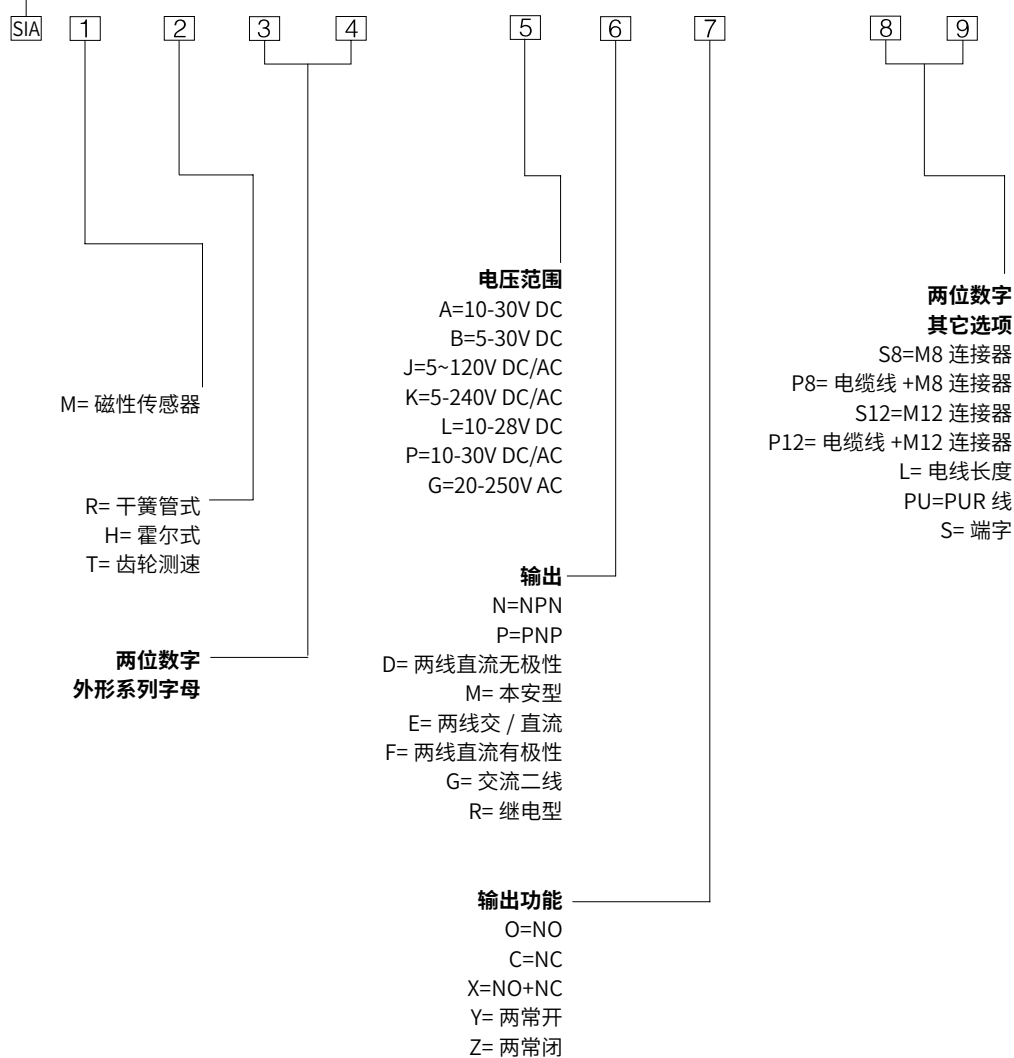 SIA 1 2 3 4 5 6 7 8 9
电压范围
A=10-30V DC
B=5-30V DC
J=5~120V DC/AC
K=5-240V DC/AC
L=10-28V DC
P=10-30V DC/AC
G=20-250V AC
两位数字
其它选项
S8=M8 连接器
P8= 电缆线 +M8 连接器
S12=M12 连接器
P12= 电缆线 +M12 连接器
L= 电线长度
PU=PUR 线
S= 端字
M= 磁性传感器
R= 干簧管式
H= 霍尔式
T= 齿轮测速
两位数字
外形系列字母
输出
N=NPN
P=PNP
D= 两线直流无极性
M= 本安型
E= 两线交 / 直流
F= 两线直流有极性
G= 交流二线
R= 继电型
输出功能
O=NO
C=NC
X=NO+NC
Y= 两常开
Z= 两常闭